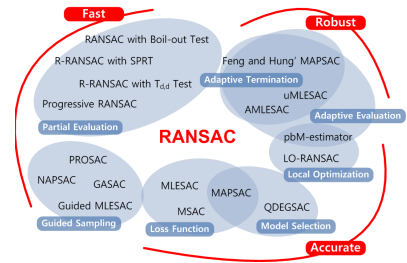 Fast
Robust
RANSAC with Bail-out Test
R-RANSAC with SPRT
R-RANSAC with Td,d Test
Progressive RANSAC
Partial Evaluation
Feng and Hung' MAPSAC
Adaptive Termination
uMLESAC
AMLESAC
Adaptive Evaluation
RANSAC
pbM-estimator
LO-RANSAC
Local Optimization
PROSAC
NAPSAC
GASAC
Guided MLESAC
Guided Sampling
MLESAC
MAPSAC
MSAC
Loss Function
QDEGSAC
Model Selection
Accurate